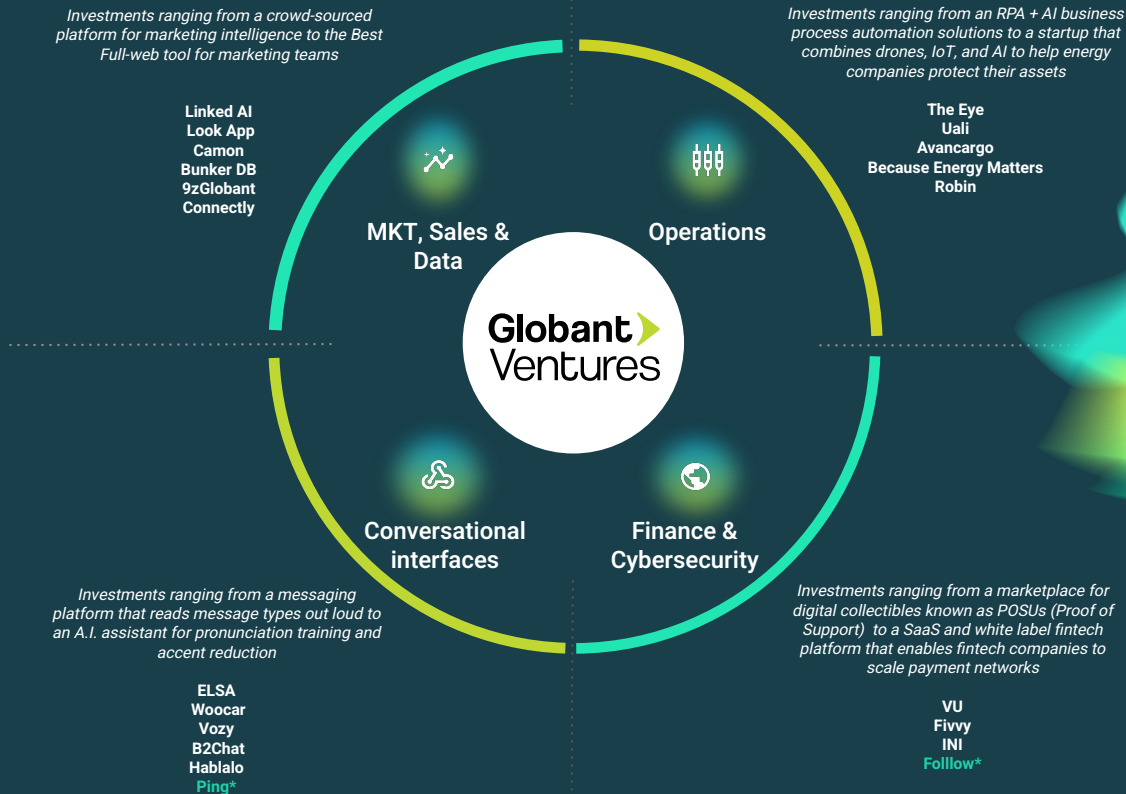 Investments ranging from a crowd-sourced
platform for marketing intelligence to the Best
Full-web tool for marketing teams
Linked AI
Look App
Camon
Bunker DB
9zGlobant
Connectly
MKT, Sales &
Data
Investments ranging from an RPA + AI business
process automation solutions to a startup that
combines drones, IoT, and AI to help energy
companies protect their assets
The Eye
Uali
Avancargo
Because Energy Matters
Robin
Operations
Globant
Ventures
Conversational
interfaces
Investments ranging from a messaging
platform that reads message types out loud to
an A.I. assistant for pronunciation training and
accent reduction
ELSA
Woocar
Vozy
B2Chat
Hablalo
Ping*
Finance &
Cybersecurity
Investments ranging from a marketplace for
digital collectibles known as POSUs (Proof of
Support) to a SaaS and white label fintech
platform that enables fintech companies to
scale payment networks
VU
Fivvy
INI
Folllow*